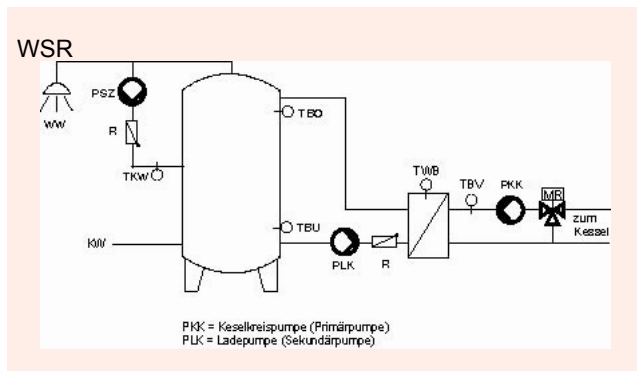 WSR
PSZ
TBO
WW
R
TKW
TWB
TBV
PKK
MR
zum
Kessel
TBU
KW
PLK
R
PKK = Keselkreispumpe (Primärpumpe)
PLK = Ladepumpe (Sekundärpumpe)